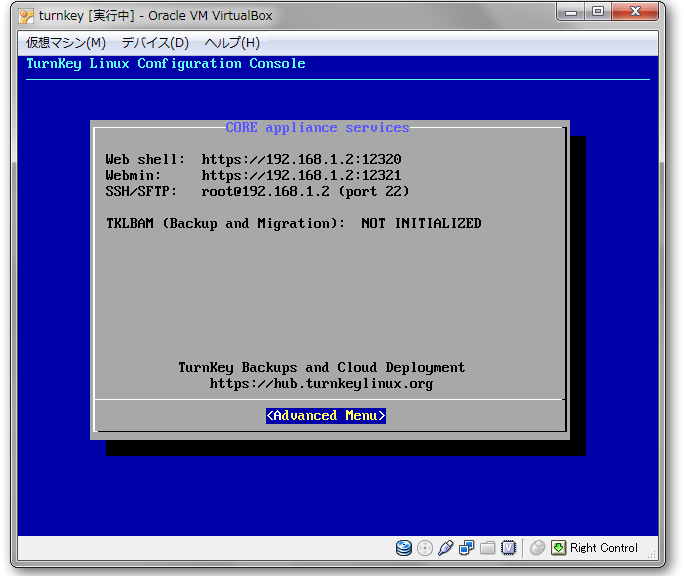 turnkey [実行中] - Oracle VM VirtualBox
仮想マシン(M) デバイス(D) ヘルプ(H)
TurnKey Linux Configuration Console
CORE appliance services
Web shell: https://192.168.1.2:12320
Webmin: https://192.168.1.2:12321
SSH/SFTP: root@192.168.1.2 (port 22)
TKLBAM (Backup and Migration): NOT INITIALIZED
TurnKey Backups and Cloud Deployment
https://hub.turnkeylinux.org
<Advanced Menu>
Right Control